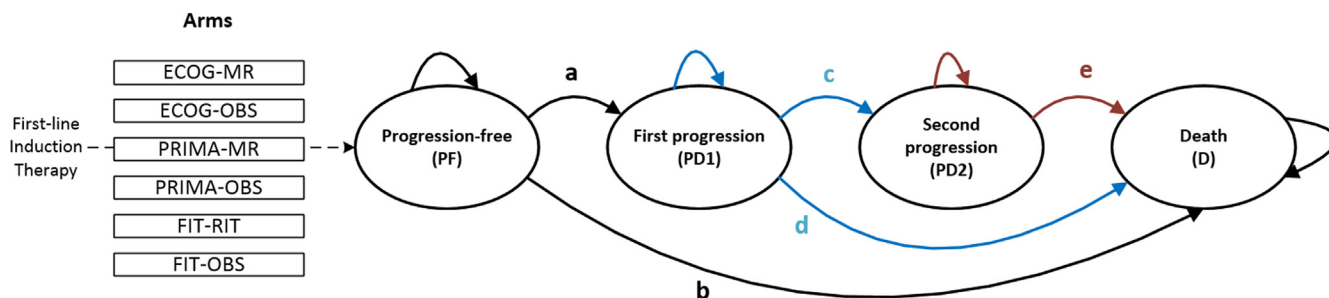 Arms
ECOG-MR
ECOG-OBS
PRIMA-MR
PRIMA-OBS
FIT-RIT
FIT-OBS
First-line
Induction
Therapy
Progression-free
(PF)
a
First progression
(PD1)
c
Second
progression
(PD2)
e
Death
(D)
d
b